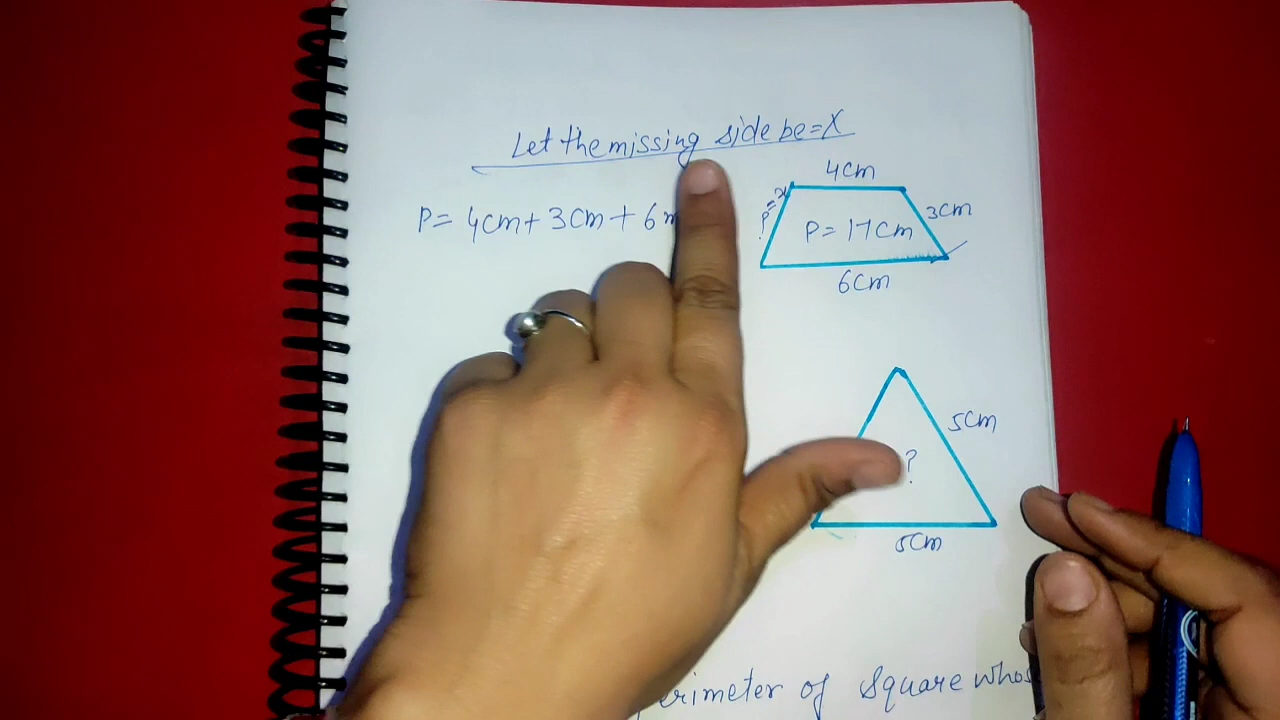 Let the missing side be = X
4cm
P = 4cm + 3cm + 6
? = x
3cm
P = 17cm
6cm
5cm
?
5cm
erimeter of square whos